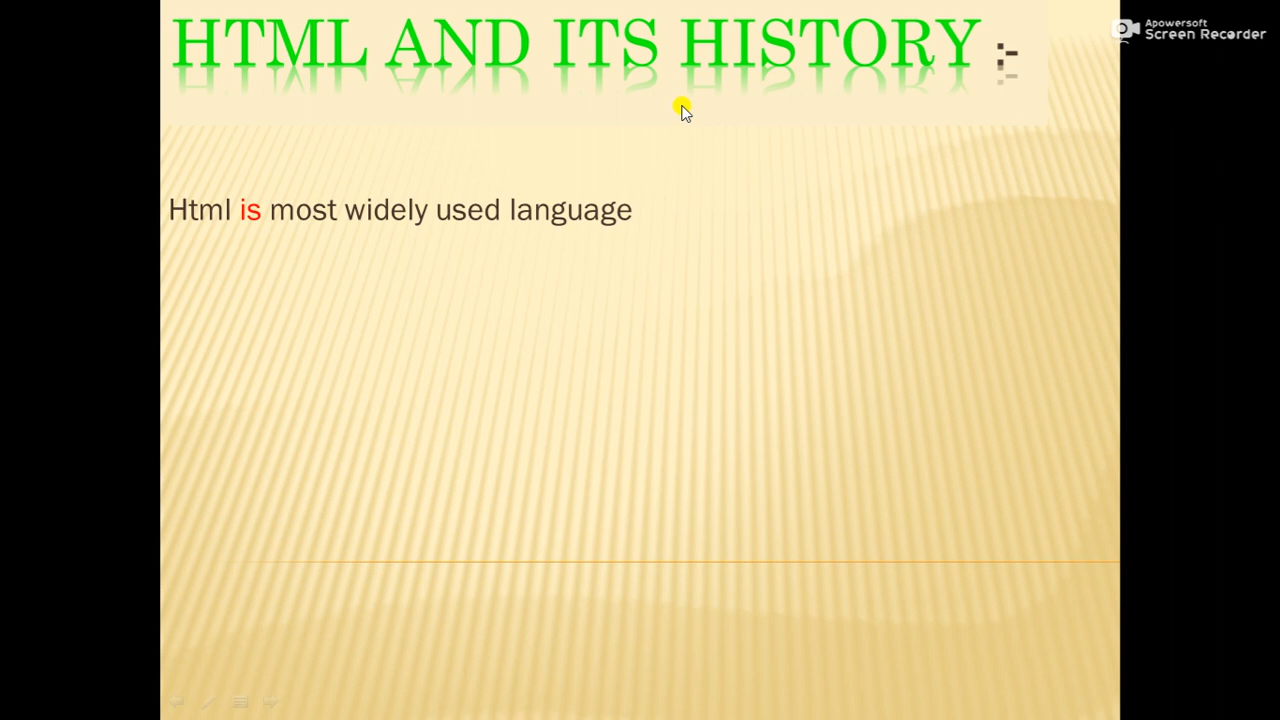 HTML AND ITS HISTORY :-
Apowersoft
Screen Recorder
Html is most widely used language